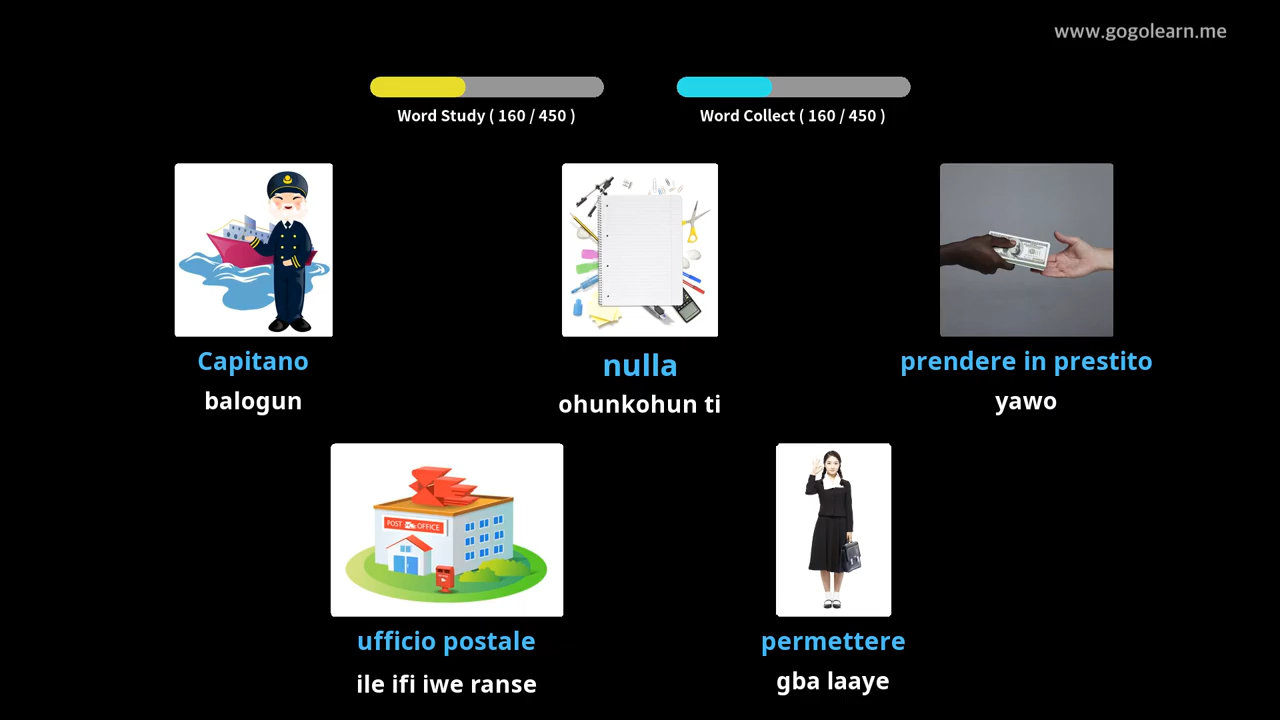 www.gogolearn.me
Word Study ( 160 / 450 )
Word Collect ( 160 / 450 )
Capitano
balogun
nulla
ohunkohun ti
prendere in prestito
yawo
POST OFFICE
ufficio postale
ile ifi iwe ranse
permettere
gba laaye